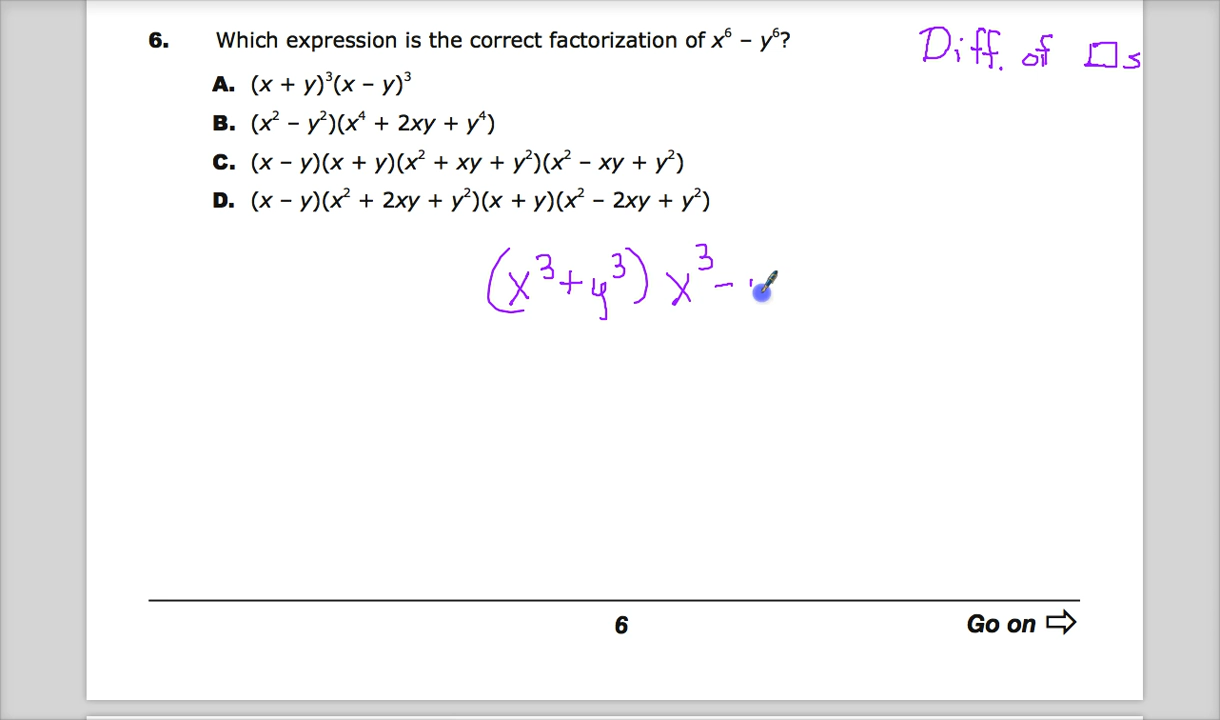 6. Which expression is the correct factorization of x⁶ – y⁶?
Diff. of □s
A. (x + y)³(x – y)³
B. (x² – y²)(x⁴ + 2xy + y⁴)
C. (x – y)(x + y)(x² + xy + y²)(x² – xy + y²)
D. (x – y)(x² + 2xy + y²)(x + y)(x² – 2xy + y²)
(x³+y³) x³-
6
Go on